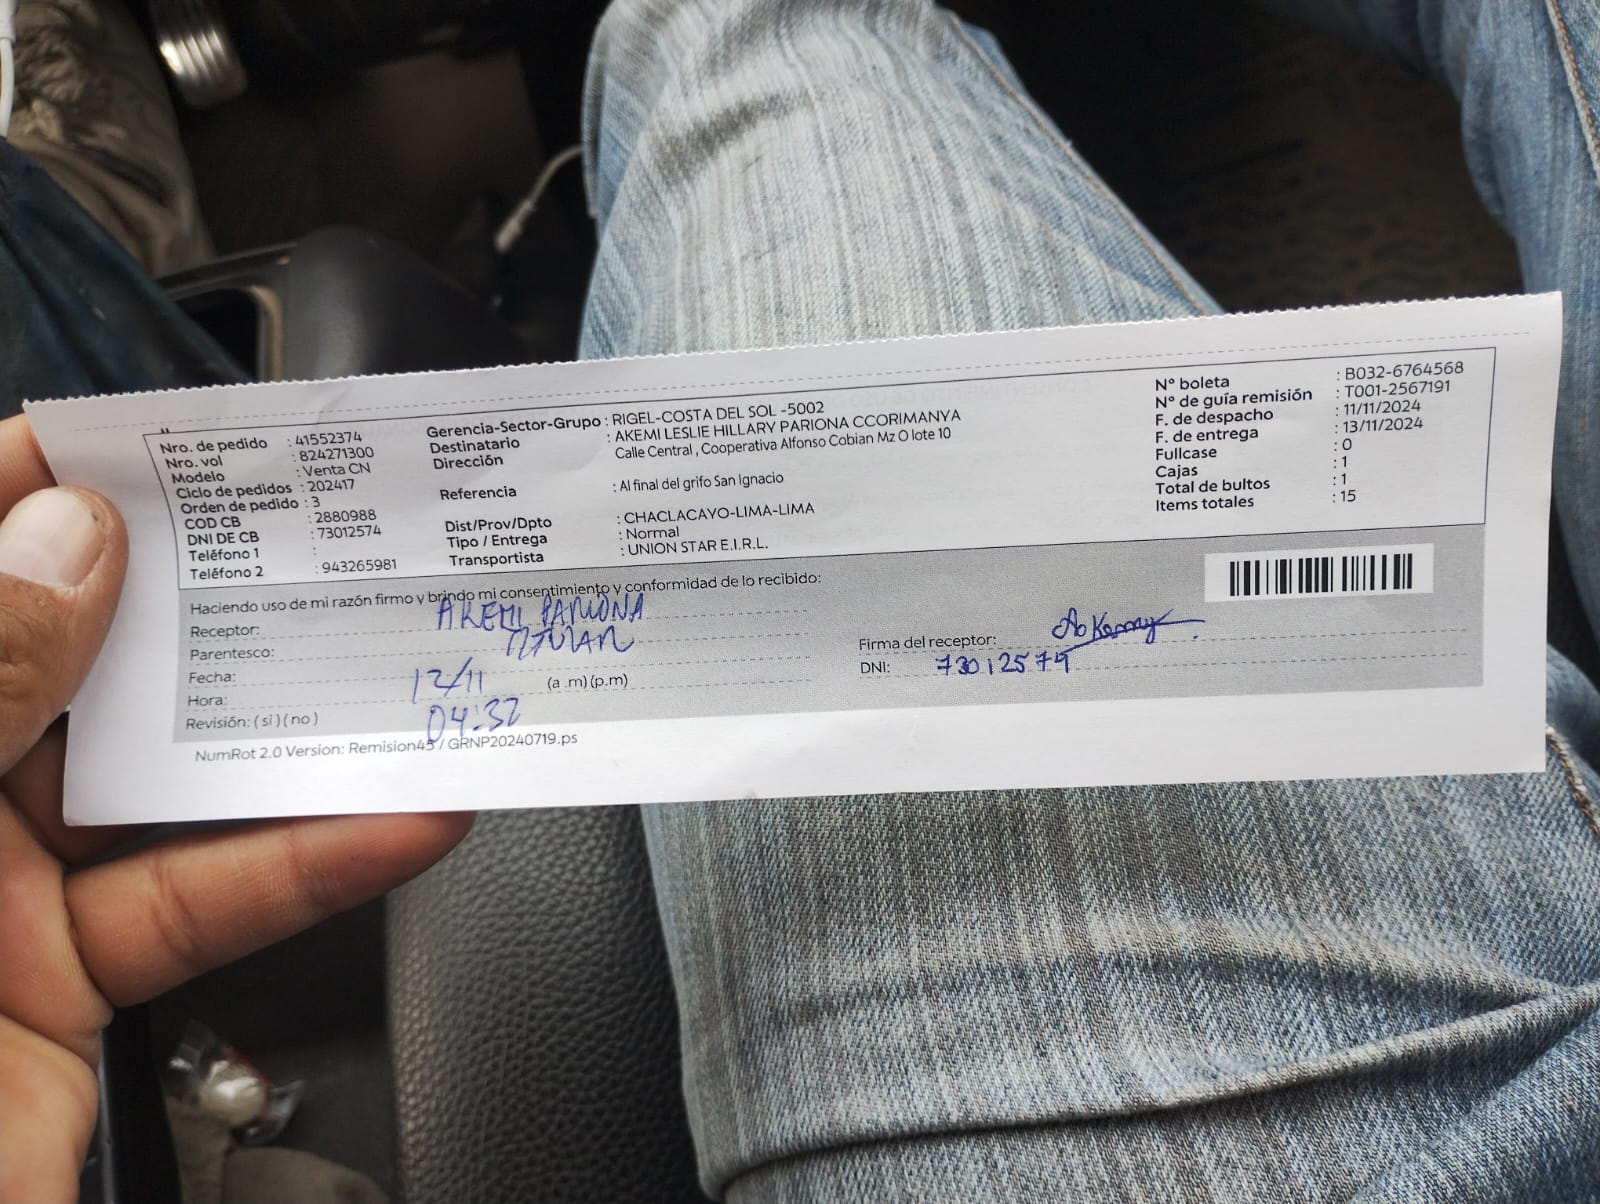 Nro. de pedido : 41552374
Nro. vol : 824271300
Modelo : Venta CN
Ciclo de pedidos : 202417
Orden de pedido : 3
COD CB : 2880988
DNI DE CB : 73012574
Teléfono 1 :
Teléfono 2 : 943265981
Gerencia-Sector-Grupo : RIGEL-COSTA DEL SOL -5002
Destinatario : AKEMI LESLIE HILLARY PARIONA CCORIMANYA
Dirección Calle Central , Cooperativa Alfonso Cobian Mz O lote 10
Referencia : Al final del grifo San Ignacio
Dist/Prov/Dpto : CHACLACAYO-LIMA-LIMA
Tipo / Entrega : Normal
Transportista : UNION STAR E.I.R.L.
N° boleta : B032-6764568
N° de guía remisión : T001-2567191
F. de despacho : 11/11/2024
F. de entrega : 13/11/2024
Fullcase : 0
Cajas : 1
Total de bultos : 1
Items totales : 15
Haciendo uso de mi razón firmo y brindo mi consentimiento y conformidad de lo recibido:
Receptor: AKEMI PARIONA
Parentesco: TITULAR
Fecha: 12/11 (a .m) (p.m)
Hora: 04:32
Revisión: ( si ) ( no )
Firma del receptor:
DNI: 73012574
NumRot 2.0 Version: Remision45 / GRNP20240719.ps